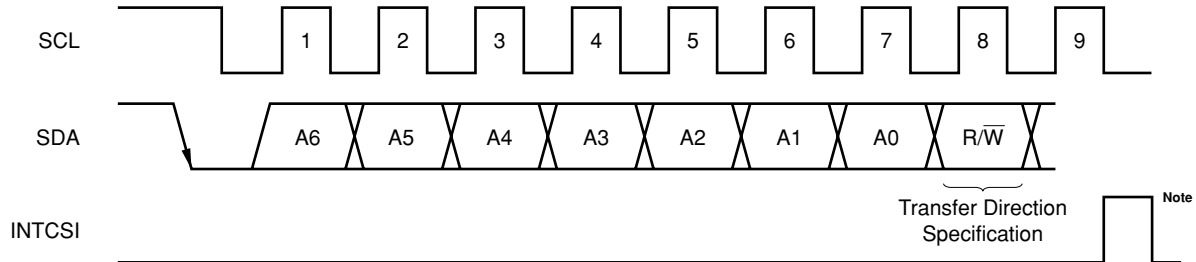 SCL 1 2 3 4 5 6 7 8 9
SDA A6 A5 A4 A3 A2 A1 A0 R/W̅
Transfer Direction
Specification
INTCSI
Note